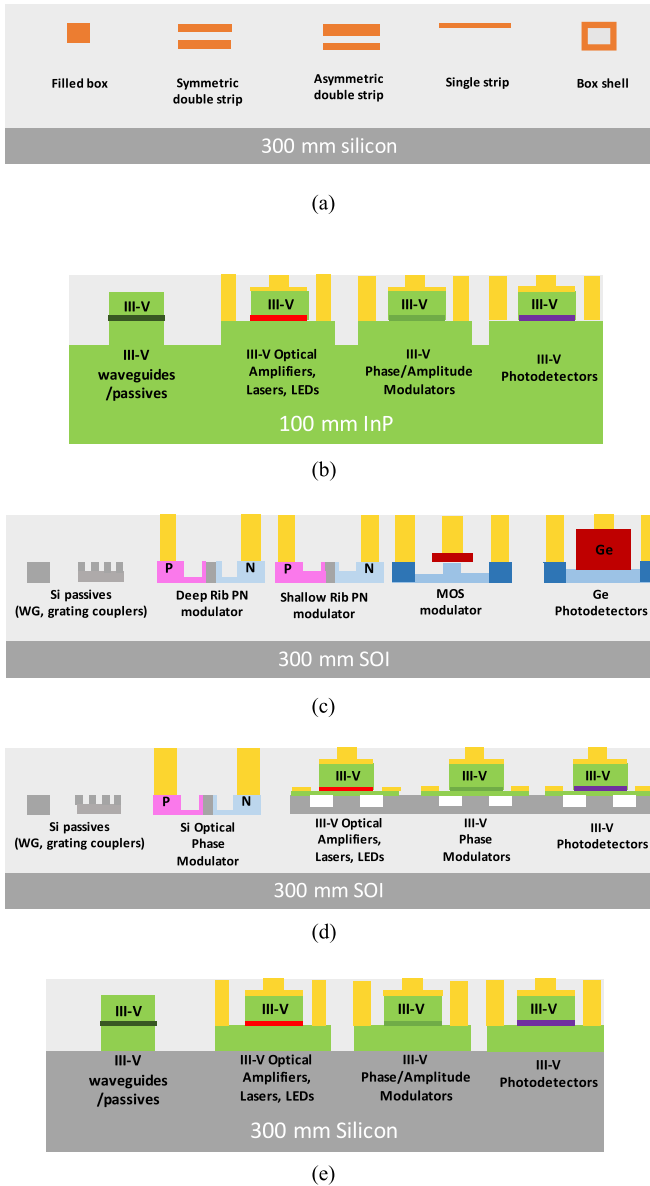 Filled box
Symmetric
double strip
Asymmetric
double strip
Single strip
Box shell
300 mm silicon
(a)
III-V
III-V
III-V
III-V
III-V
waveguides
/passives
III-V Optical
Amplifiers,
Lasers, LEDs
III-V
Phase/Amplitude
Modulators
III-V
Photodetectors
100 mm InP
(b)
P
N
P
N
Ge
Si passives
(WG, grating couplers)
Deep Rib PN
modulator
Shallow Rib PN
modulator
MOS
modulator
Ge
Photodetectors
300 mm SOI
(c)
P
N
III-V
III-V
III-V
Si passives
(WG, grating couplers)
Si Optical
Phase
Modulator
III-V Optical
Amplifiers,
Lasers, LEDs
III-V
Phase
Modulators
III-V
Photodetectors
300 mm SOI
(d)
III-V
III-V
III-V
III-V
III-V
waveguides
/passives
III-V Optical
Amplifiers,
Lasers, LEDs
III-V
Phase/Amplitude
Modulators
III-V
Photodetectors
300 mm Silicon
(e)